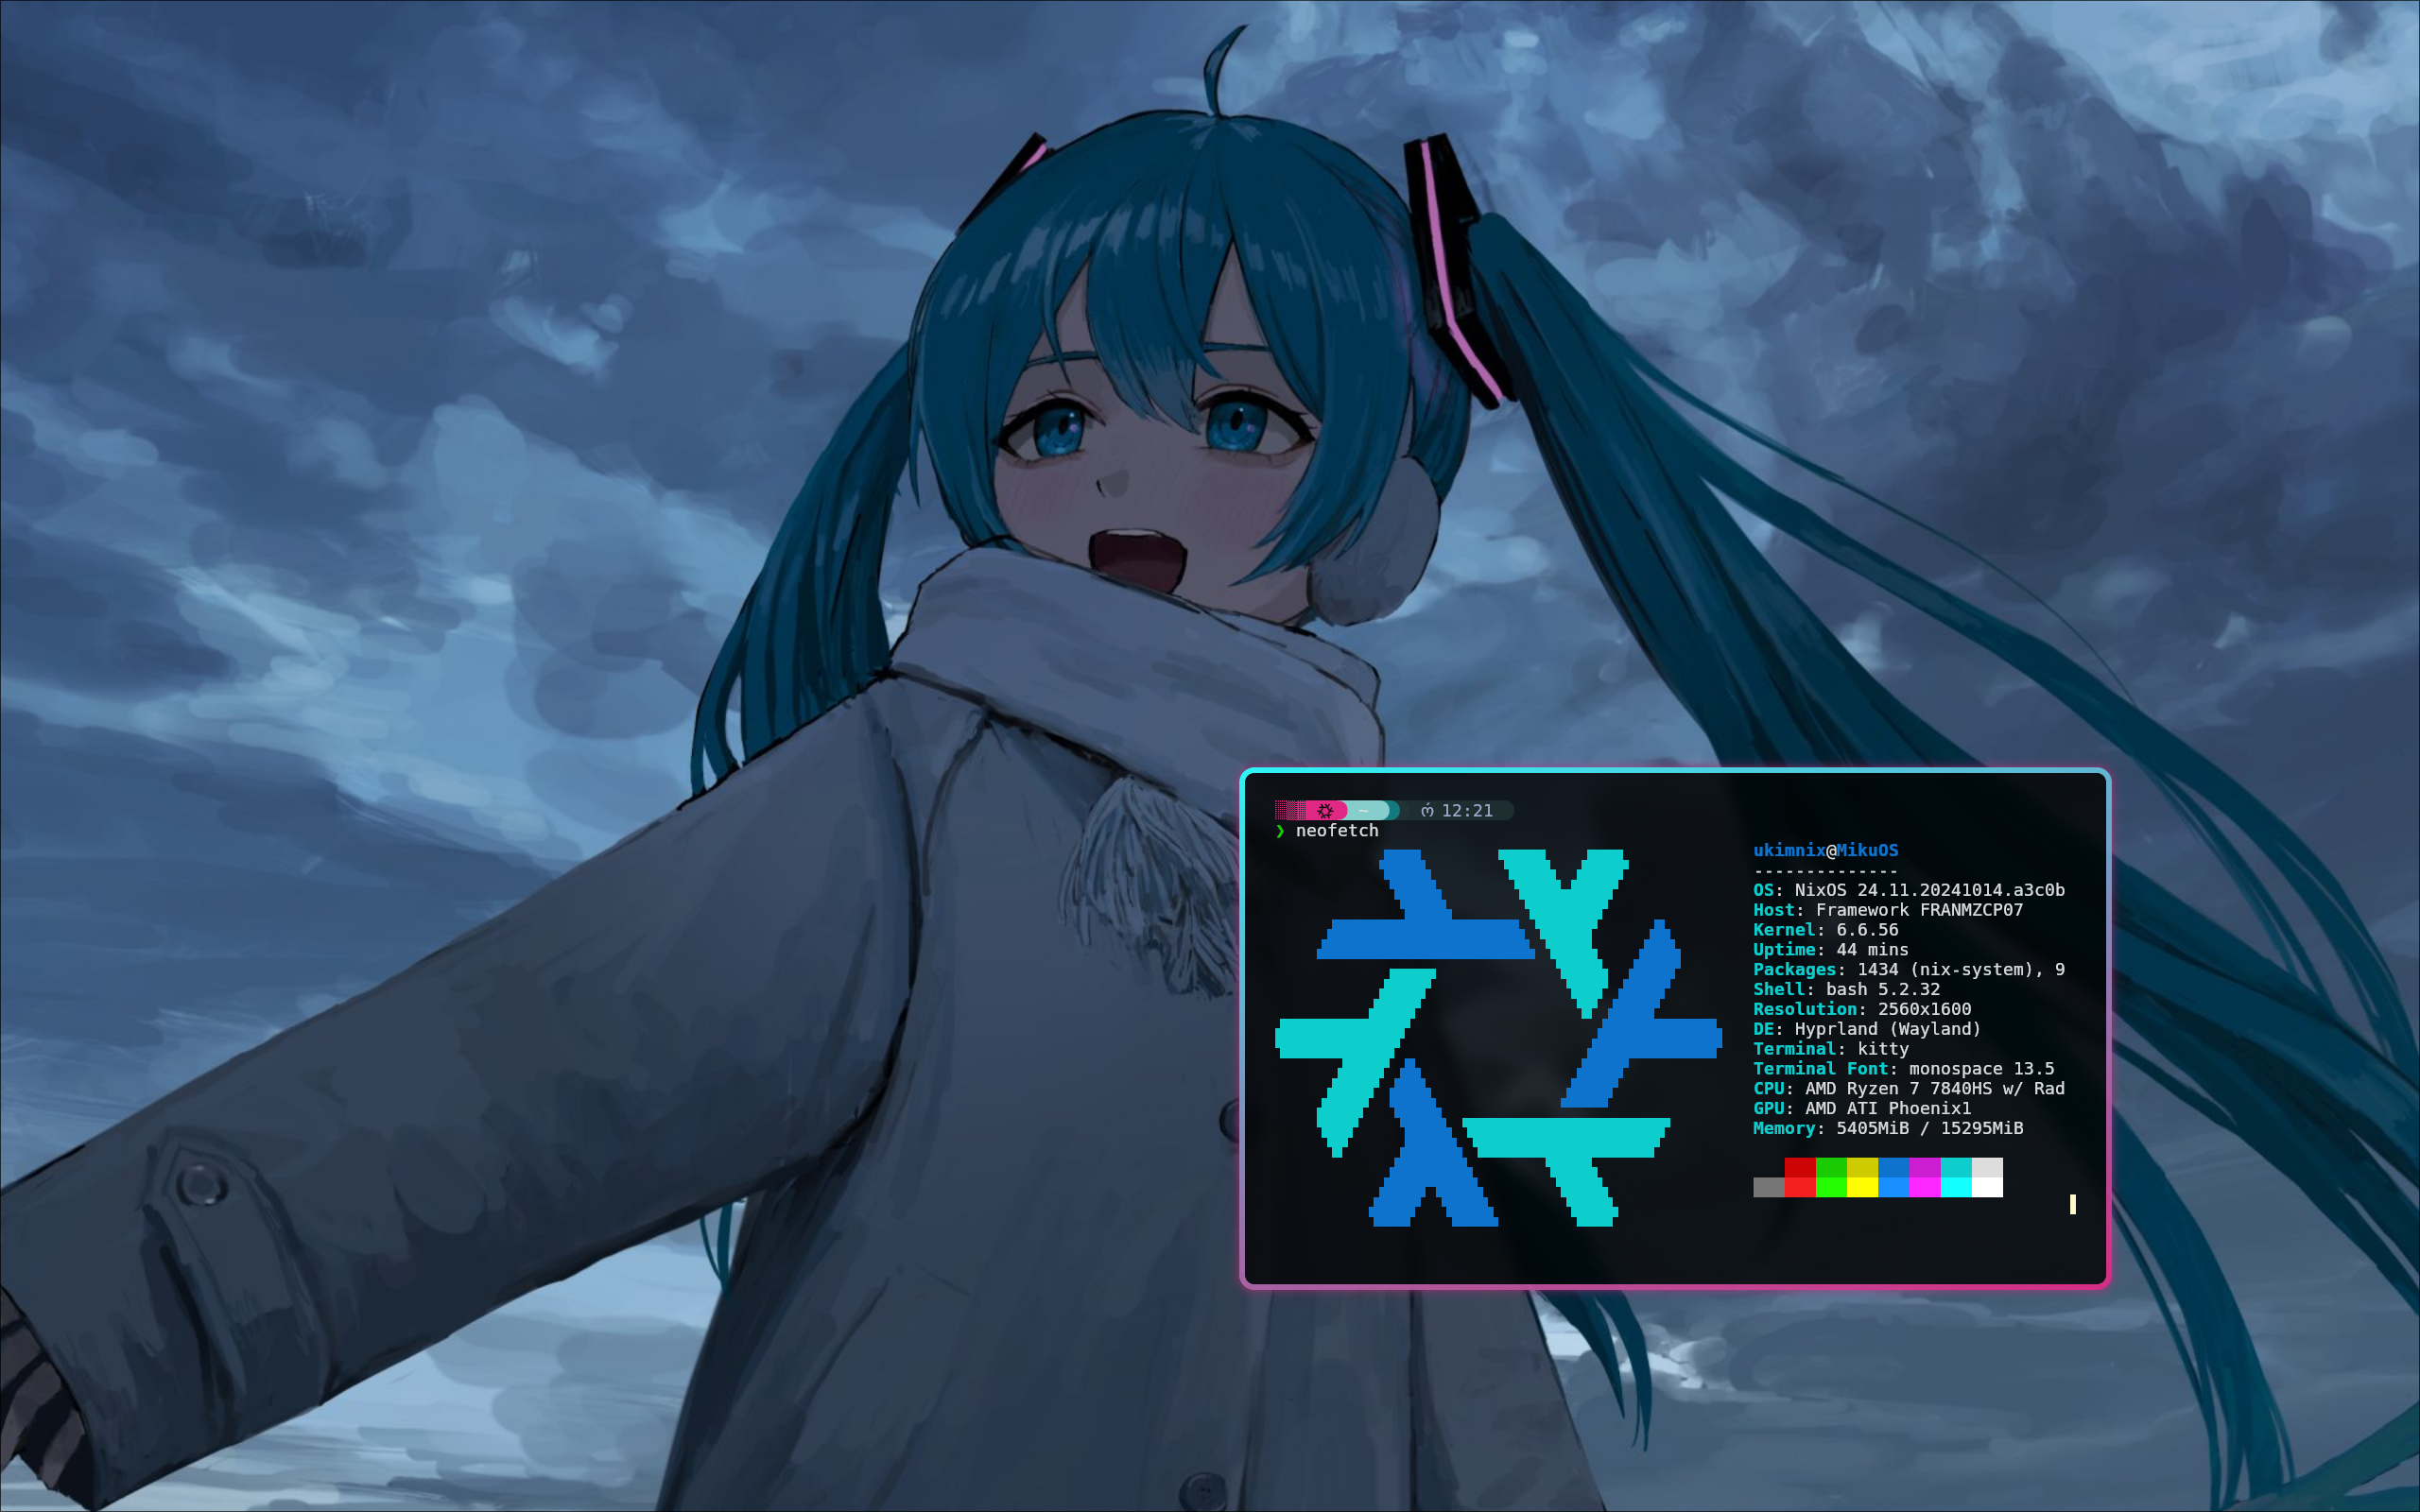 ~ 12:21
❯ neofetch
ukimnix@MikuOS
--------------
OS: NixOS 24.11.20241014.a3c0b
Host: Framework FRANMZCP07
Kernel: 6.6.56
Uptime: 44 mins
Packages: 1434 (nix-system), 9
Shell: bash 5.2.32
Resolution: 2560x1600
DE: Hyprland (Wayland)
Terminal: kitty
Terminal Font: monospace 13.5
CPU: AMD Ryzen 7 7840HS w/ Rad
GPU: AMD ATI Phoenix1
Memory: 5405MiB / 15295MiB